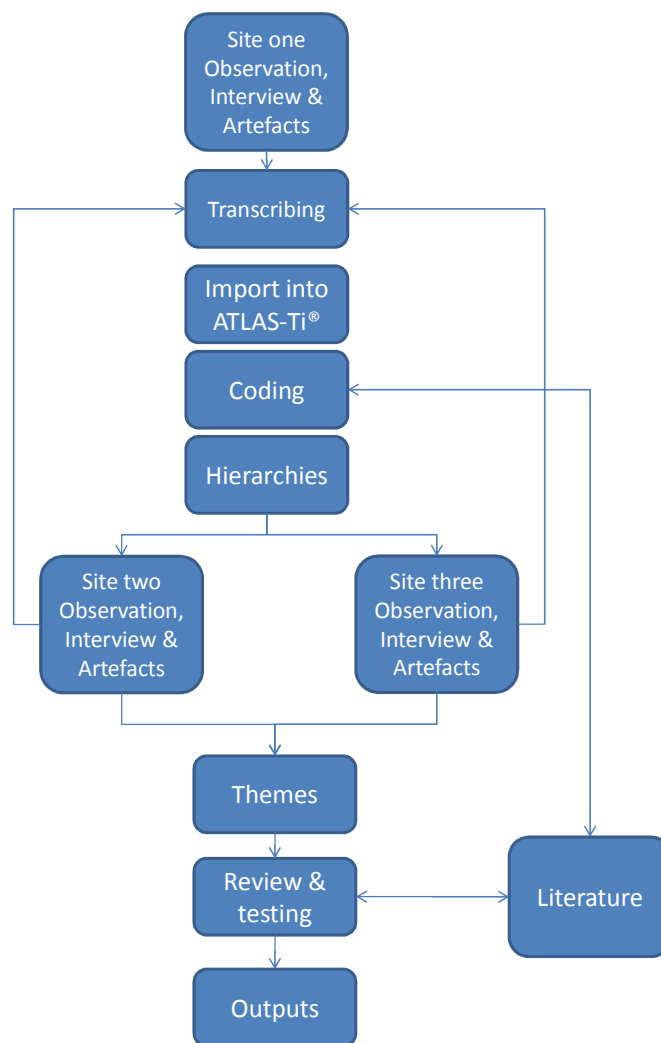 Site one
Observation,
Interview &
Artefacts
Transcribing
Import into
ATLAS-Ti®
Coding
Hierarchies
Site two
Observation,
Interview &
Artefacts
Site three
Observation,
Interview &
Artefacts
Themes
Review &
testing
Literature
Outputs